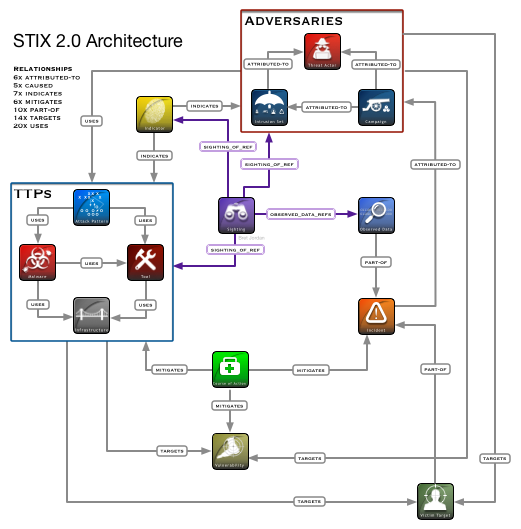 STIX 2.0 Architecture
RELATIONSHIPS
6X ATTRIBUTED-TO
5X CAUSED
7X INDICATES
6X MITIGATES
10X PART-OF
14X TARGETS
20X USES
ADVERSARIES
Threat Actor
ATTRIBUTED-TO
ATTRIBUTED-TO
Intrusion Set
ATTRIBUTED-TO
Campaign
Indicator
INDICATES
USES
INDICATES
SIGHTING_OF_REF
SIGHTING_OF_REF
ATTRIBUTED-TO
TTPs
Attack Pattern
USES
USES
Malware
USES
Tool
USES
USES
Infrastructure
Sighting
OBSERVED_DATA_REFS
Observed Data
SIGHTING_OF_REF
PART-OF
Incident
MITIGATES
Course of Action
MITIGATES
PART-OF
MITIGATES
TARGETS
Vulnerability
TARGETS
TARGETS
TARGETS
Victim Target